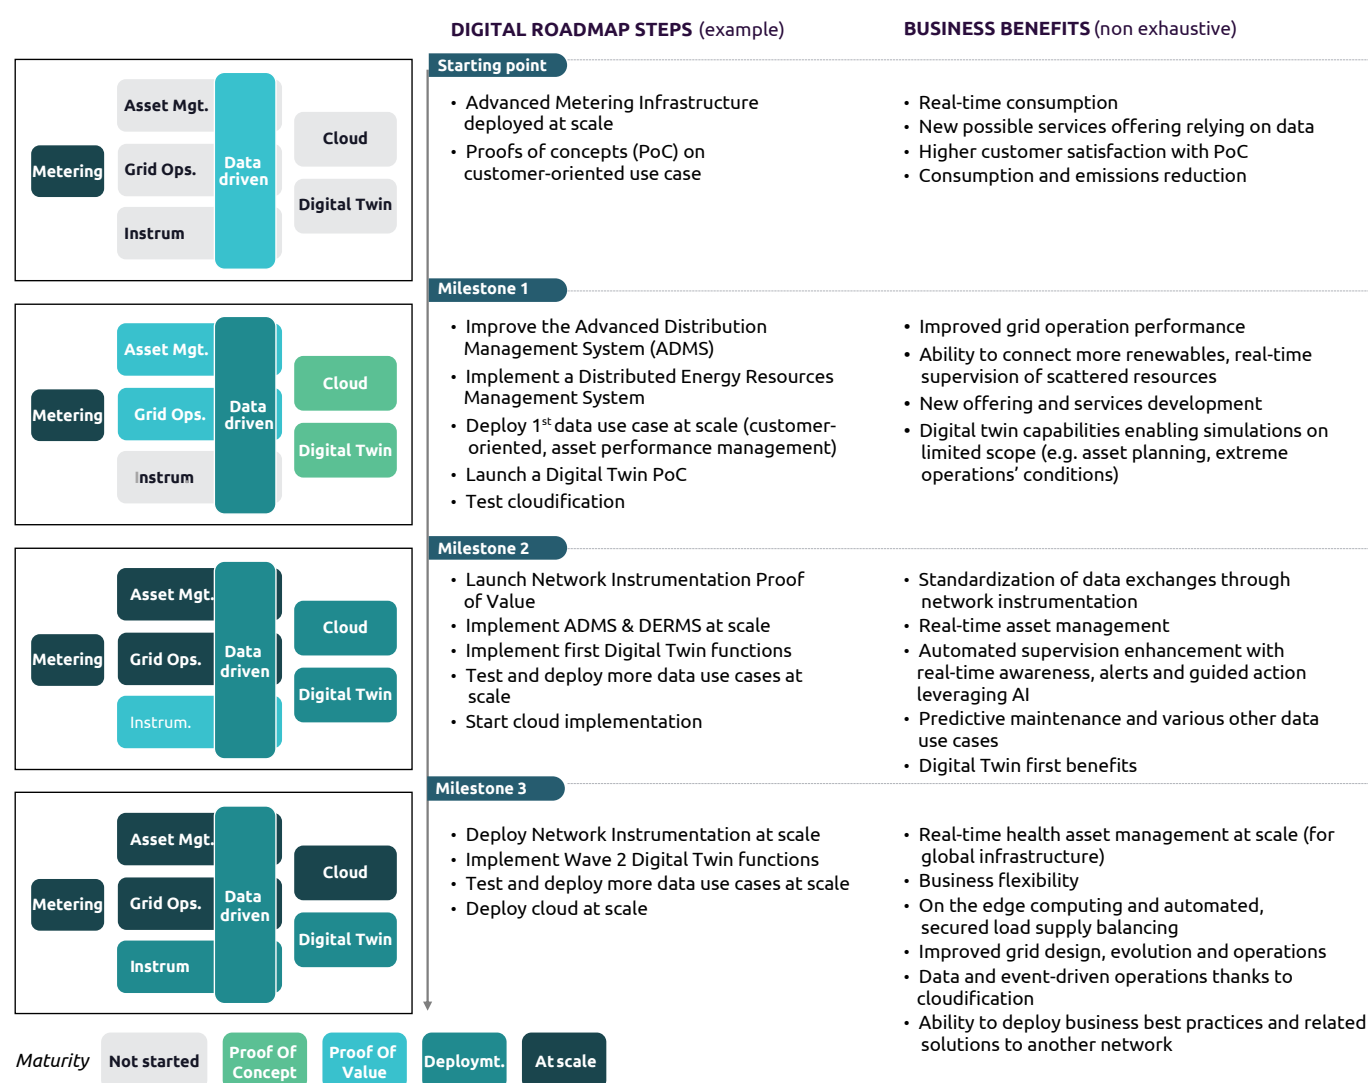 DIGITAL ROADMAP STEPS (example)
BUSINESS BENEFITS (non exhaustive)
Starting point
Metering
Asset Mgt.
Grid Ops.
Instrum
Data
driven
Cloud
Digital Twin
• Advanced Metering Infrastructure
deployed at scale
• Proofs of concepts (PoC) on
customer-oriented use case
• Real-time consumption
• New possible services offering relying on data
• Higher customer satisfaction with PoC
• Consumption and emissions reduction
Milestone 1
Metering
Asset Mgt.
Grid Ops.
Instrum
Data
driven
Cloud
Digital Twin
• Improve the Advanced Distribution
Management System (ADMS)
• Implement a Distributed Energy Resources
Management System
• Deploy 1st data use case at scale (customer-
oriented, asset performance management)
• Launch a Digital Twin PoC
• Test cloudification
• Improved grid operation performance
• Ability to connect more renewables, real-time
supervision of scattered resources
• New offering and services development
• Digital twin capabilities enabling simulations on
limited scope (e.g. asset planning, extreme
operations’ conditions)
Milestone 2
Metering
Asset Mgt.
Grid Ops.
Instrum.
Data
driven
Cloud
Digital Twin
• Launch Network Instrumentation Proof
of Value
• Implement ADMS & DERMS at scale
• Implement first Digital Twin functions
• Test and deploy more data use cases at
scale
• Start cloud implementation
• Standardization of data exchanges through
network instrumentation
• Real-time asset management
• Automated supervision enhancement with
real-time awareness, alerts and guided action
leveraging AI
• Predictive maintenance and various other data
use cases
• Digital Twin first benefits
Milestone 3
Metering
Asset Mgt.
Grid Ops.
Instrum
Data
driven
Cloud
Digital Twin
• Deploy Network Instrumentation at scale
• Implement Wave 2 Digital Twin functions
• Test and deploy more data use cases at scale
• Deploy cloud at scale
• Real-time health asset management at scale (for
global infrastructure)
• Business flexibility
• On the edge computing and automated,
secured load supply balancing
• Improved grid design, evolution and operations
• Data and event-driven operations thanks to
cloudification
• Ability to deploy business best practices and related
solutions to another network
Maturity
Not started
Proof Of
Concept
Proof Of
Value
Deploymt.
At scale